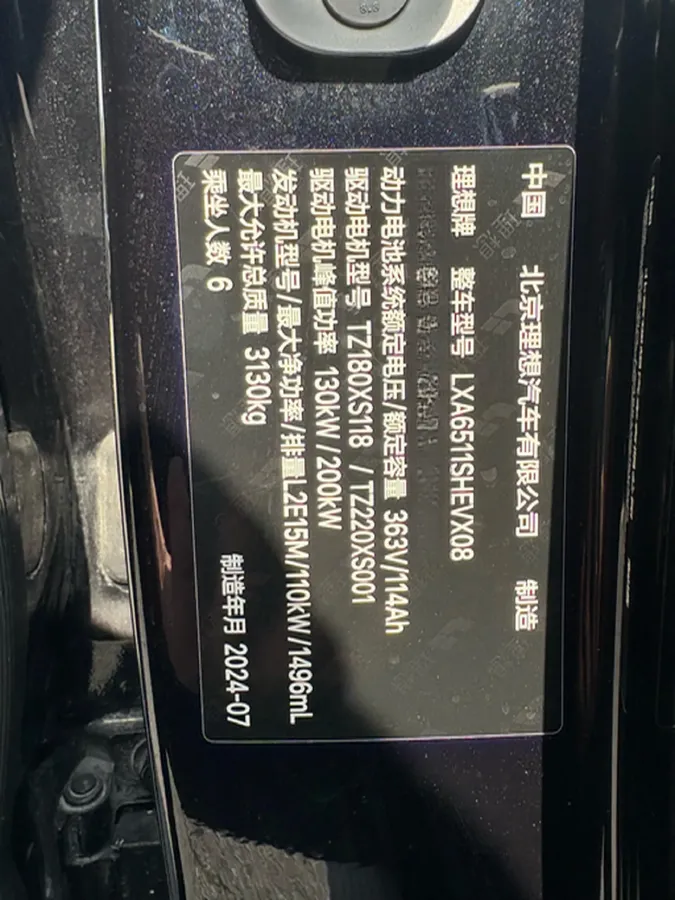 中国 北京理想汽车有限公司 制造
理想牌 整车型号 LXA6511SHEVX08
动力电池系统额定电压/额定容量 363V/114Ah
驱动电机型号 TZ180XS118 / TZ220XS001
驱动电机峰值功率 130kW/200kW
发动机型号/最大净功率/排量L2E15M/110kW/1496mL
最大允许总质量 3130kg
乘坐人数 6 制造年月 2024-07